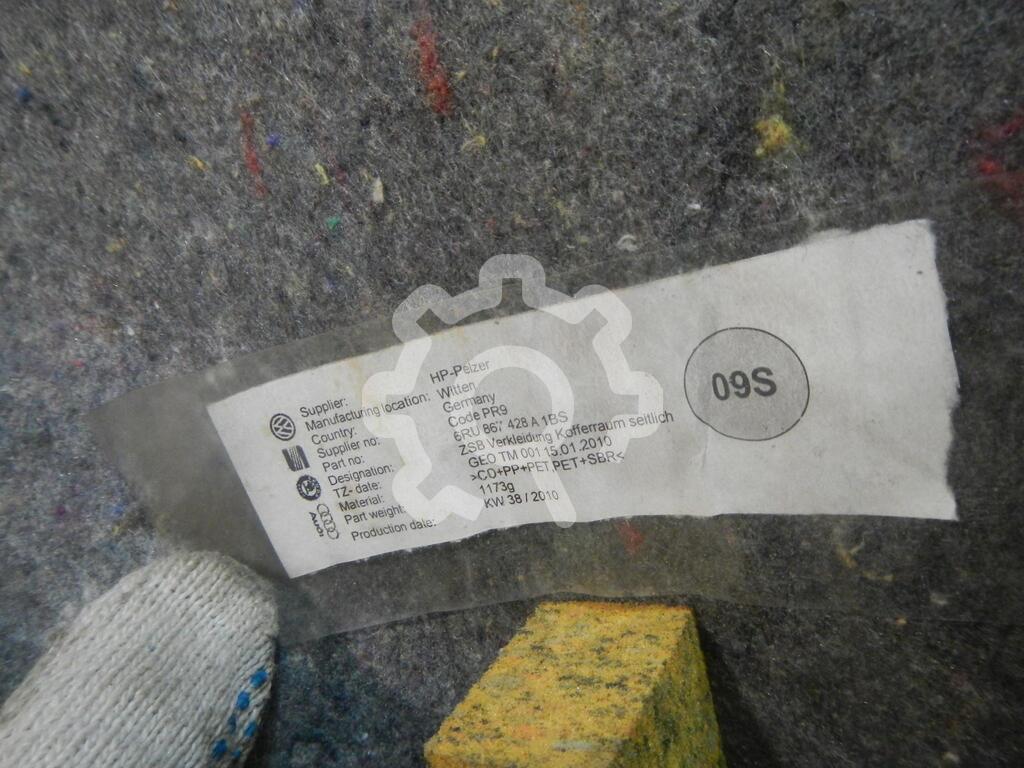 Supplier: HP-Pelzer
Manufacturing location: Witten
Country: Germany
Supplier no: Code PR9
Part no: 6RU 867 428 A 1BS
Designation: ZSB Verkleidung Kofferraum seitlich
TZ- date: GEO TM 001 15.01.2010
Material: >CO+PP+PET.PET+SBR<
Part weight: 1173g
Production date: KW 38 / 2010
Audi
09S